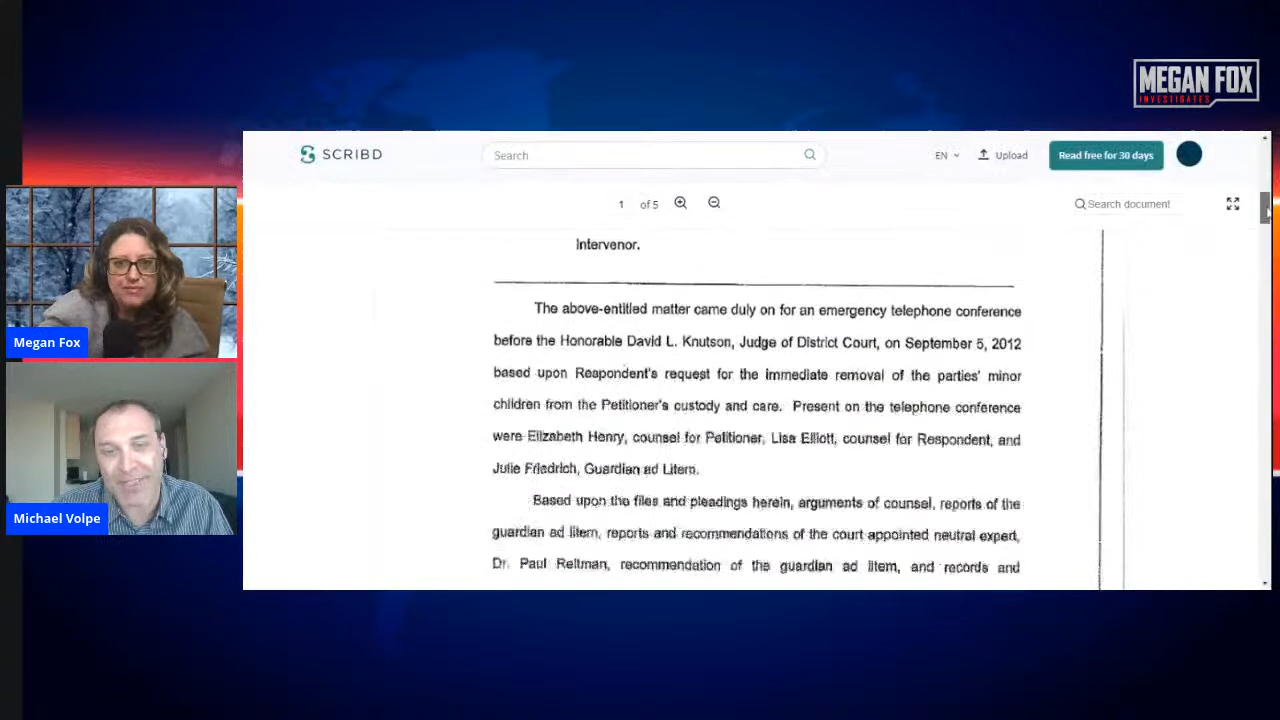 MEGAN FOX
INVESTIGATES
SCRIBD
Search
EN
Upload
Read free for 30 days
1 of 5
Search document
Intervenor.
The above-entitled matter came duly on for an emergency telephone conference
before the Honorable David L. Knutson, Judge of District Court, on September 5, 2012
based upon Respondent's request for the immediate removal of the parties' minor
children from the Petitioner's custody and care. Present on the telephone conference
were Elizabeth Henry, counsel for Petitioner, Lisa Elliott, counsel for Respondent, and
Julie Friedrich, Guardian ad Litem.
Based upon the files and pleadings herein, arguments of counsel, reports of the
guardian ad litem, reports and recommendations of the court appointed neutral expert,
Dr. Paul Reitman, recommendation of the guardian ad litem, and records and
Megan Fox
Michael Volpe